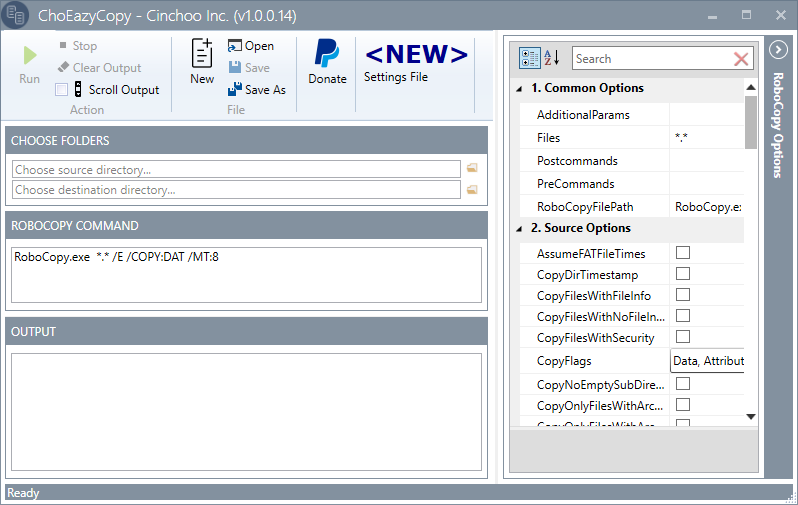 ChoEazyCopy - Cinchoo Inc. (v1.0.0.14)
Run
Stop
Clear Output
Scroll Output
Action
New
Open
Save
Save As
File
Donate
<NEW>
Settings File
CHOOSE FOLDERS
Choose source directory...
Choose destination directory...
ROBOCOPY COMMAND
RoboCopy.exe *.* /E /COPY:DAT /MT:8
OUTPUT
Ready
Search
1. Common Options
AdditionalParams
Files *.*
Postcommands
PreCommands
RoboCopyFilePath RoboCopy.e
2. Source Options
AssumeFATFileTimes
CopyDirTimestamp
CopyFilesWithFileInfo
CopyFilesWithNoFileIn...
CopyFilesWithSecurity
CopyFlags Data, Attribut
CopyNoEmptySubDire...
CopyOnlyFilesWithArc...
CopyOnlyFilesWithArc...
RoboCopy Options